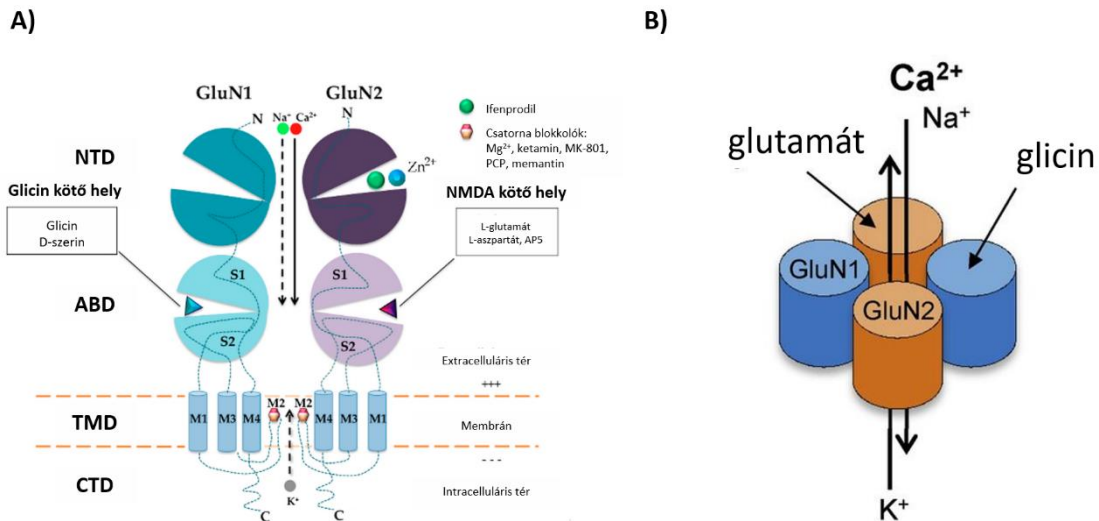 A)
GluN1
GluN2
N
Na⁺
Ca²⁺
N
Ifenprodil
Csatorna blokkolók:
Mg²⁺, ketamin, MK-801,
PCP, memantin
NTD
Zn²⁺
Glicin kötő hely
Glicin
D-szerin
NMDA kötő hely
L-glutamát
L-aszpartát, AP5
S1
S1
ABD
S2
S2
Extracelluláris tér
+++
TMD
M1
M3
M4
M2
M2
M4
M3
M1
Membrán
- - -
CTD
K⁺
Intracelluláris tér
C
C
B)
Ca²⁺
Na⁺
glutamát
glicin
GluN1
GluN2
K⁺